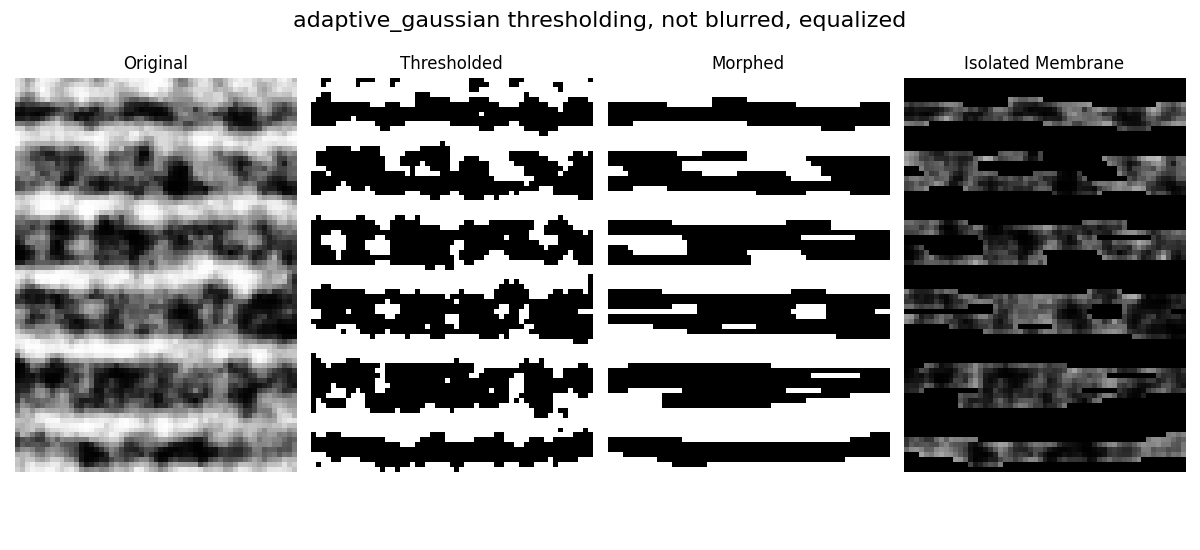 adaptive_gaussian thresholding, not blurred, equalized
Original
Thresholded
Morphed
Isolated Membrane